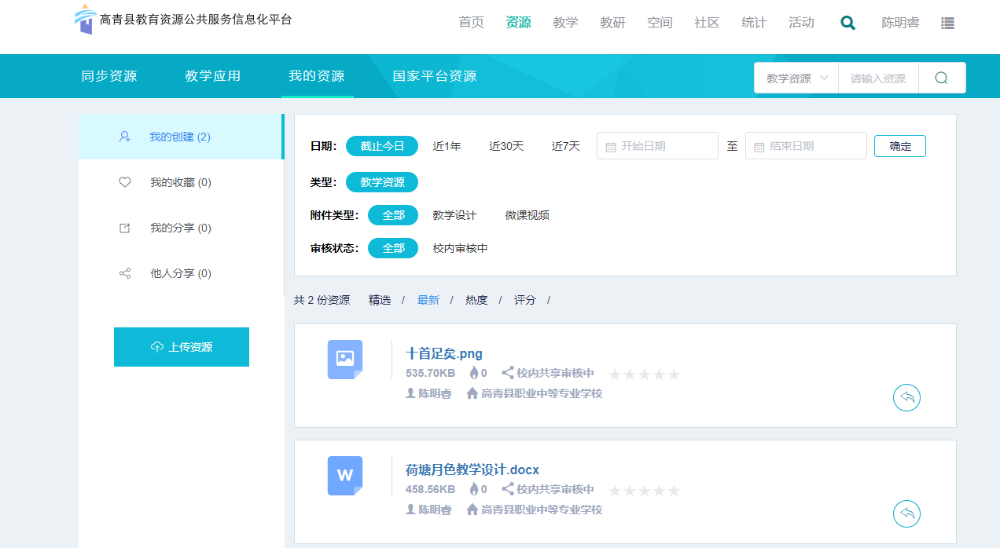 高青县教育资源公共服务信息化平台
首页 资源 教学 教研 空间 社区 统计 活动 陈明睿
同步资源 教学应用 我的资源 国家平台资源 教学资源 请输入资源
我的创建 (2)
我的收藏 (0)
我的分享 (0)
他人分享 (0)
上传资源
日期: 截止今日 近1年 近30天 近7天 开始日期 至 结束日期 确定
类型: 教学资源
附件类型: 全部 教学设计 微课视频
审核状态: 全部 校内审核中
共 2 份资源 精选 / 最新 / 热度 / 评分 /
十首足矣.png
535.70KB 0 校内共享审核中
陈明睿 高青县职业中等专业学校
W
荷塘月色教学设计.docx
458.56KB 0 校内共享审核中
陈明睿 高青县职业中等专业学校